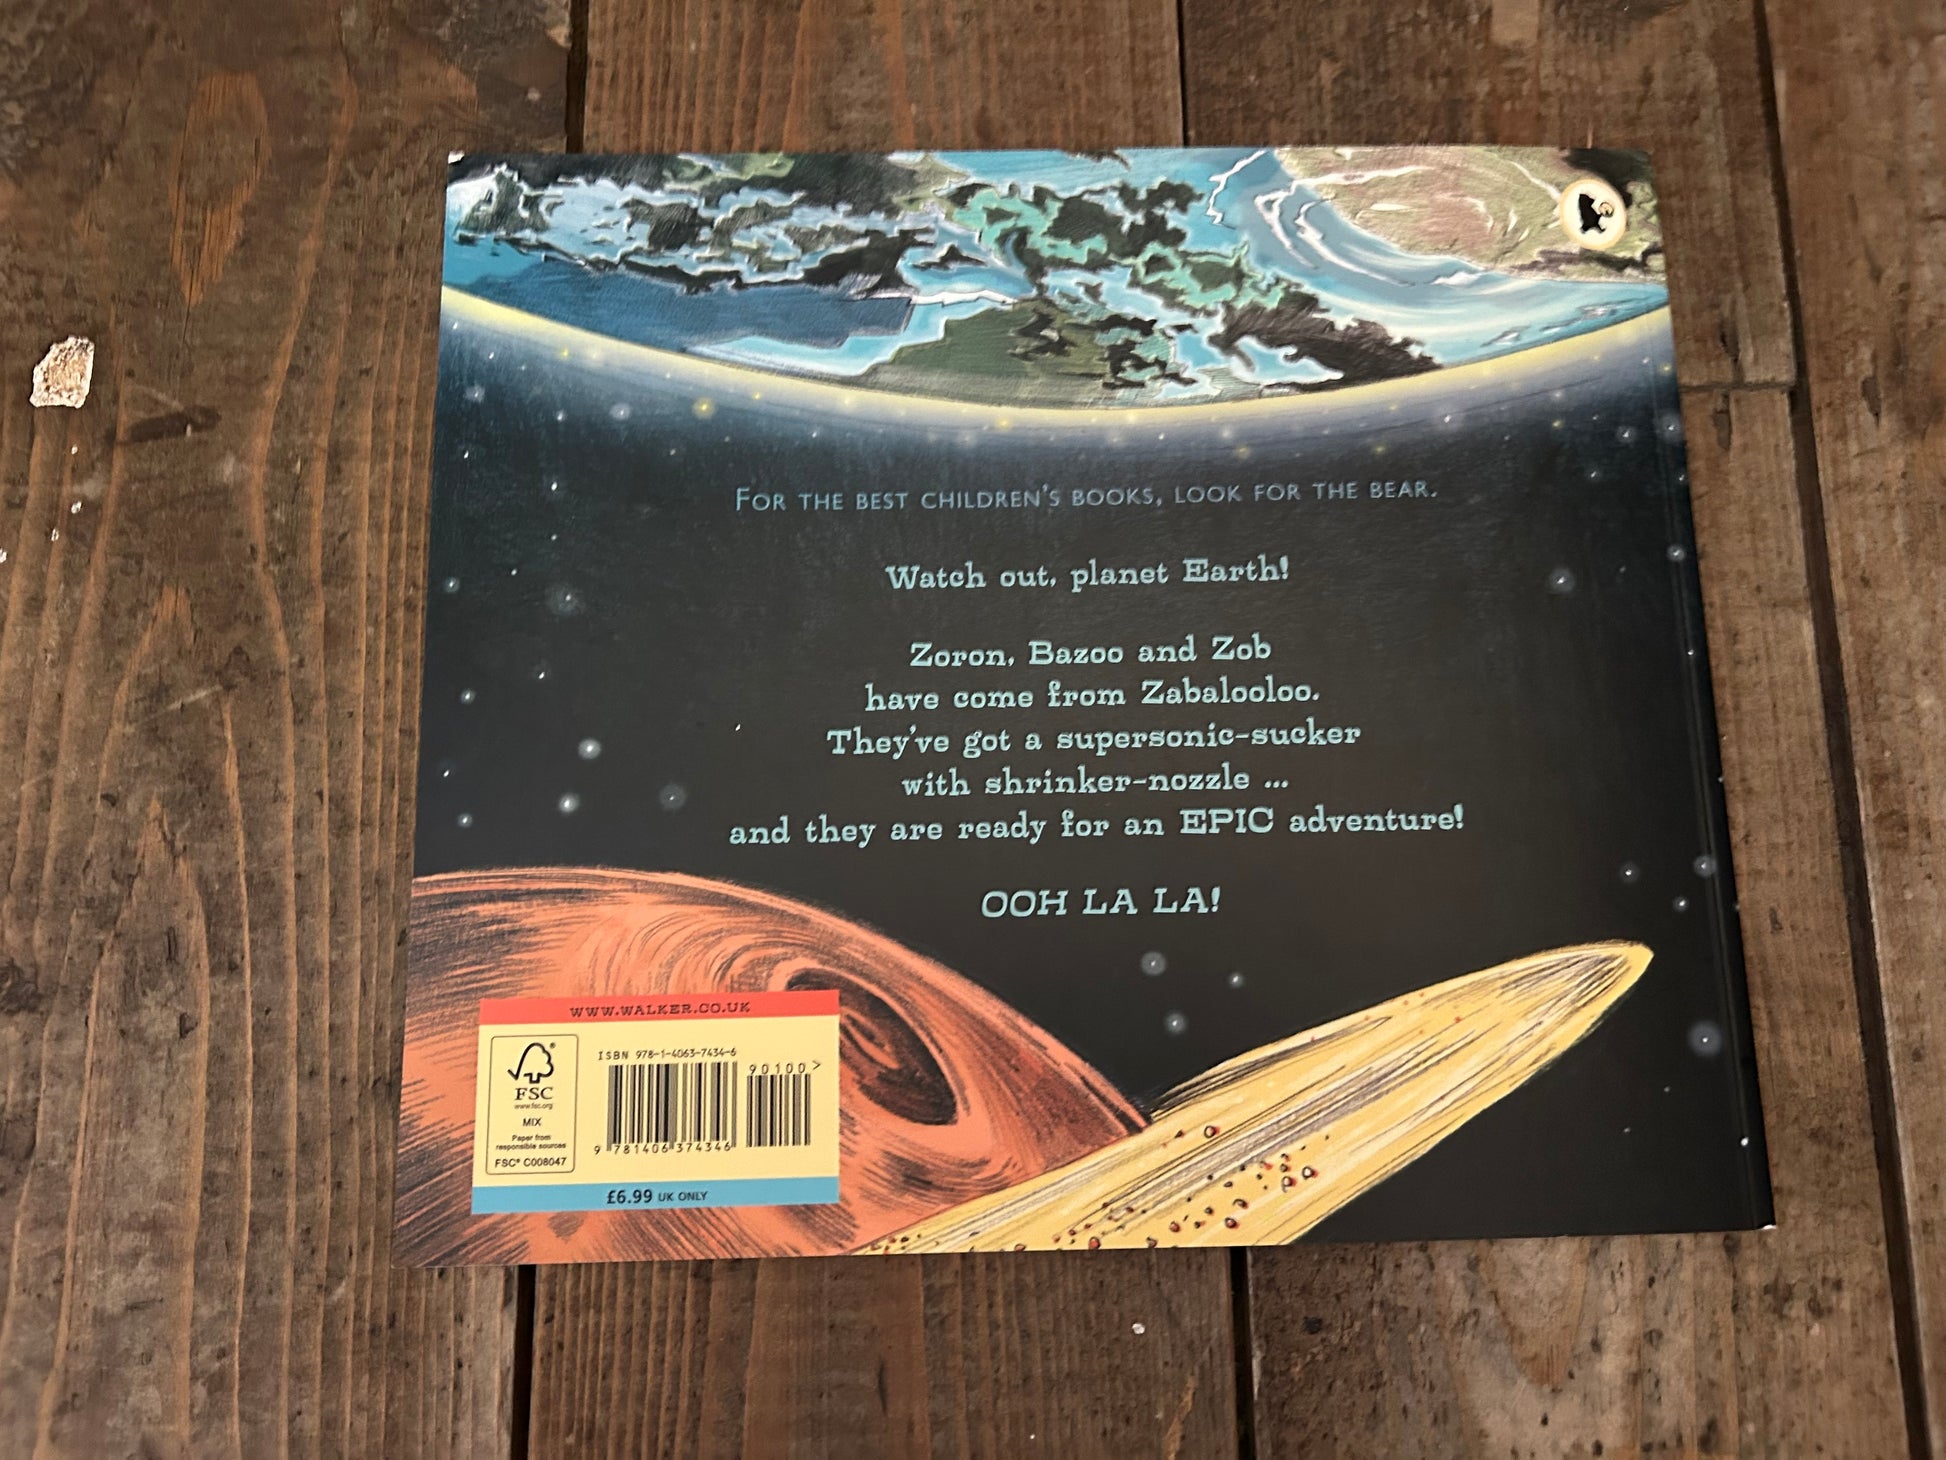 FOR THE BEST CHILDREN'S BOOKS, LOOK FOR THE BEAR.
Watch out, planet Earth!
Zoron, Bazoo and Zob
have come from Zabalooloo.
They've got a supersonic-sucker
with shrinker-nozzle ...
and they are ready for an EPIC adventure!
OOH LA LA!
WWW.WALKER.CO.UK
FSC®
www.fsc.org
MIX
Paper from
responsible sources
FSC® C008047
ISBN 978-1-4063-7434-6
90100>
9 781406 374346
£6.99 UK ONLY